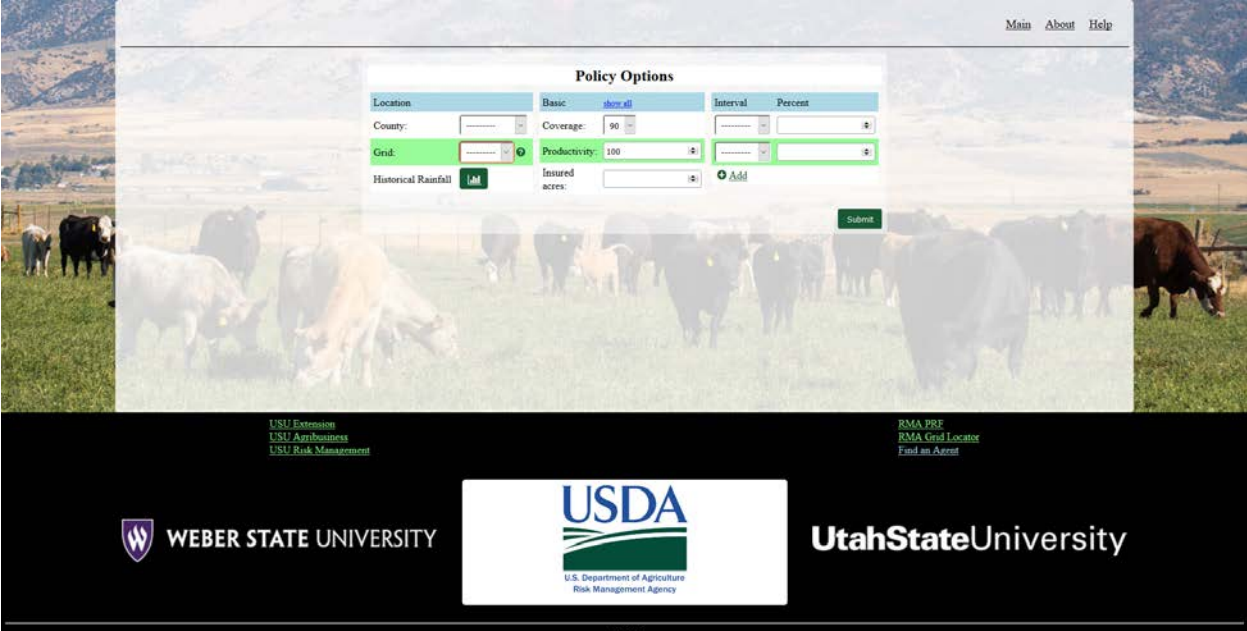 Main About Help
Policy Options
Location Basic show all Interval Percent
County: --------- Coverage: 90 ---------
Grid: --------- Productivity: 100 ---------
Historical Rainfall Insured acres: Add
Submit
USU Extension RMA PRF
USU Agribusiness RMA Grid Locator
USU Risk Management Find an Agent
WEBER STATE UNIVERSITY
USDA
U.S. Department of Agriculture
Risk Management Agency
UtahStateUniversity